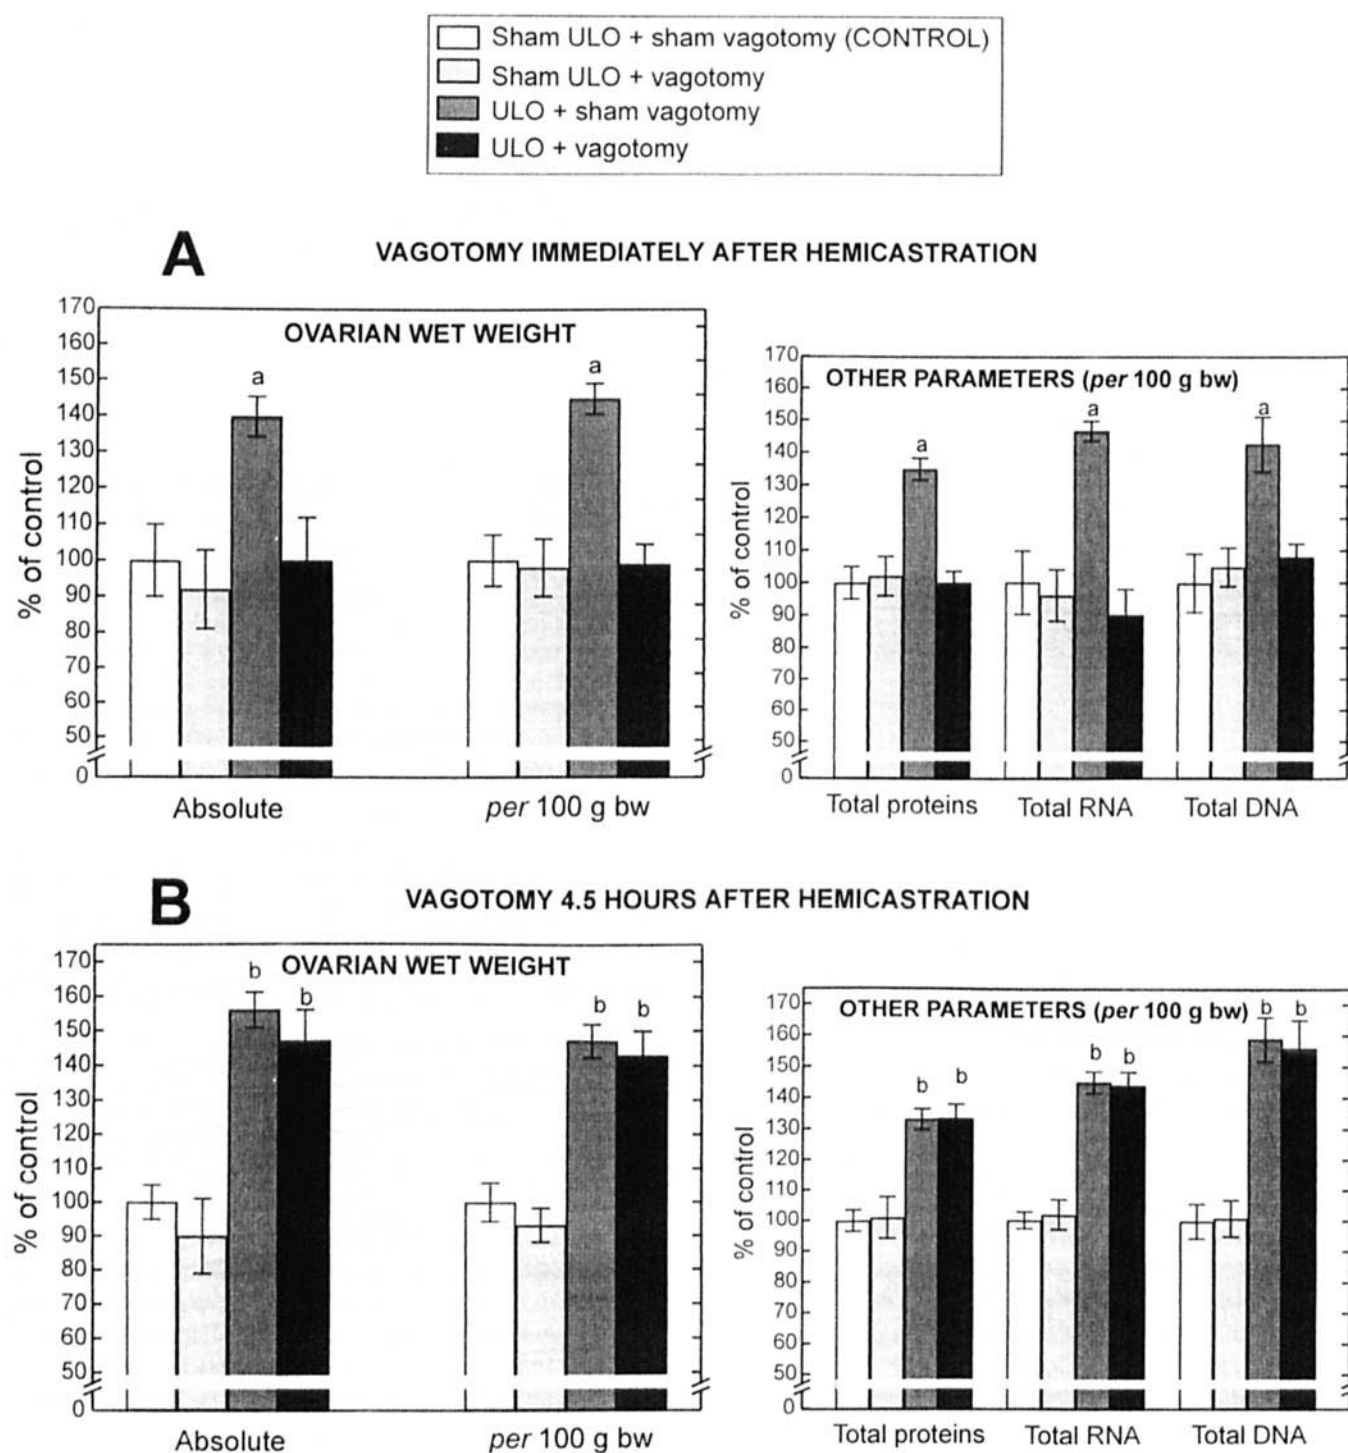 Sham ULO + sham vagotomy (CONTROL)
Sham ULO + vagotomy
ULO + sham vagotomy
ULO + vagotomy
A
VAGOTOMY IMMEDIATELY AFTER HEMICASTRATION
OVARIAN WET WEIGHT
% of control
170
160
150
140
130
120
110
100
90
80
70
60
50
0
a
a
Absolute
per 100 g bw
OTHER PARAMETERS (per 100 g bw)
% of control
170
160
150
140
130
120
110
100
90
80
70
60
50
0
a
a
a
Total proteins
Total RNA
Total DNA
B
VAGOTOMY 4.5 HOURS AFTER HEMICASTRATION
OVARIAN WET WEIGHT
% of control
170
160
150
140
130
120
110
100
90
80
70
60
50
0
b
b
b
b
Absolute
per 100 g bw
OTHER PARAMETERS (per 100 g bw)
% of control
170
160
150
140
130
120
110
100
90
80
70
60
50
0
b
b
b
b
b
b
Total proteins
Total RNA
Total DNA